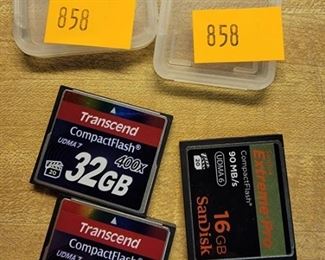 858
858
Transcend
UDMA 7
CompactFlash®
400x
32GB
Extreme Pro
CompactFlash®
90 MB/s
UDMA 6
16GB
SanDisk
Transcend
CompactFlash®